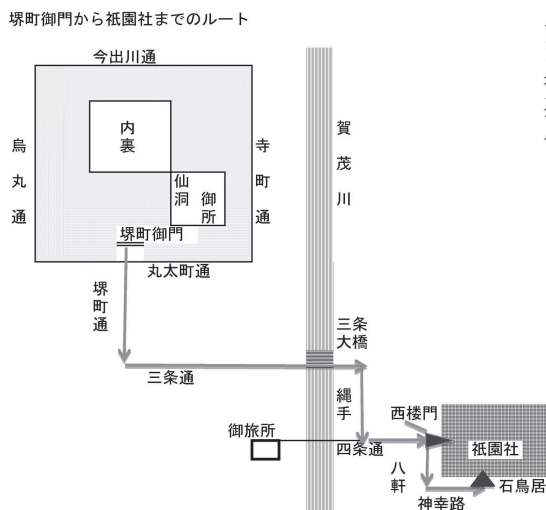 堺町御門から祇園社までのルート
今出川通
烏丸通
内裏
仙洞
御所
寺町通
賀茂川
堺町御門
丸太町通
堺町通
三条
大橋
三条通
縄手
西楼門
御旅所
四条通
祇園社
八軒
石鳥居
神幸路